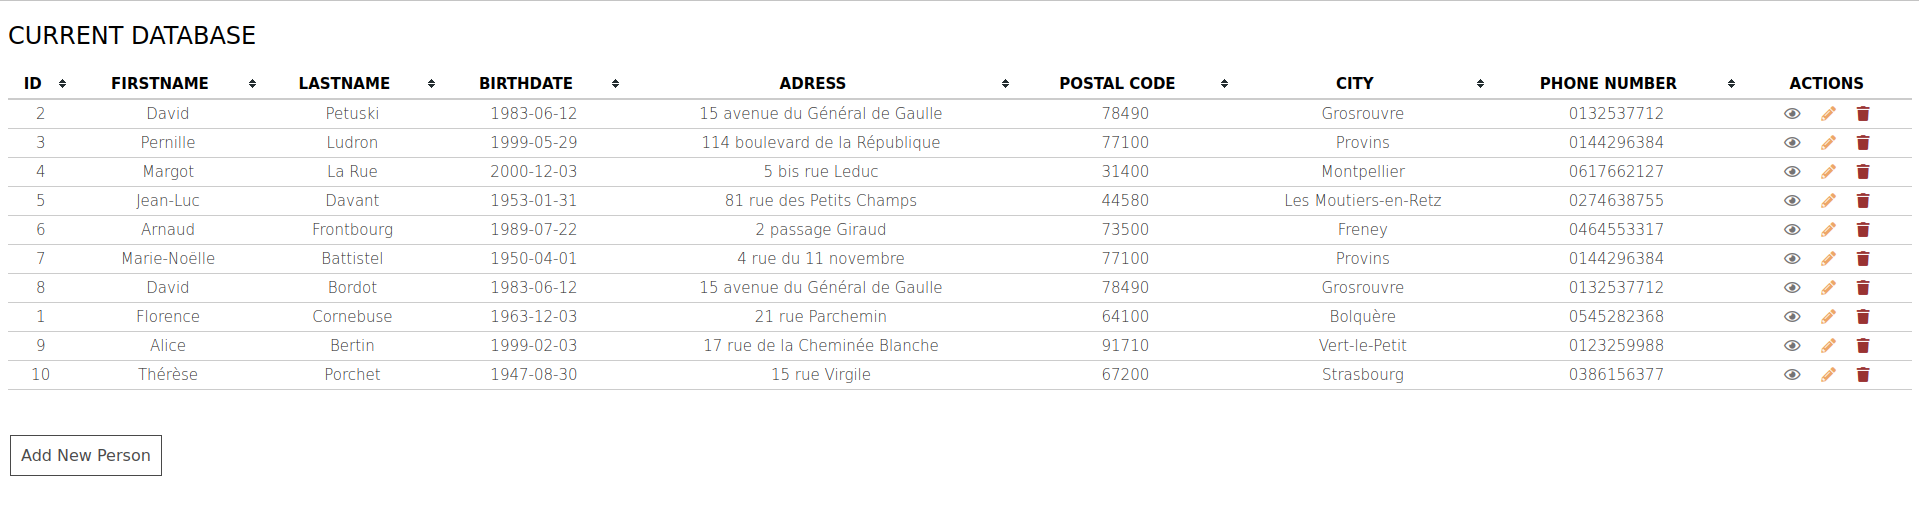 CURRENT DATABASE
ID FIRSTNAME LASTNAME BIRTHDATE ADRESS POSTAL CODE CITY PHONE NUMBER ACTIONS
2 David Petuski 1983-06-12 15 avenue du Général de Gaulle 78490 Grosrouvre 0132537712
3 Pernille Ludron 1999-05-29 114 boulevard de la République 77100 Provins 0144296384
4 Margot La Rue 2000-12-03 5 bis rue Leduc 31400 Montpellier 0617662127
5 Jean-Luc Davant 1953-01-31 81 rue des Petits Champs 44580 Les Moutiers-en-Retz 0274638755
6 Arnaud Frontbourg 1989-07-22 2 passage Giraud 73500 Freney 0464553317
7 Marie-Noëlle Battistel 1950-04-01 4 rue du 11 novembre 77100 Provins 0144296384
8 David Bordot 1983-06-12 15 avenue du Général de Gaulle 78490 Grosrouvre 0132537712
1 Florence Cornebuse 1963-12-03 21 rue Parchemin 64100 Bolquère 0545282368
9 Alice Bertin 1999-02-03 17 rue de la Cheminée Blanche 91710 Vert-le-Petit 0123259988
10 Thérèse Porchet 1947-08-30 15 rue Virgile 67200 Strasbourg 0386156377
Add New Person